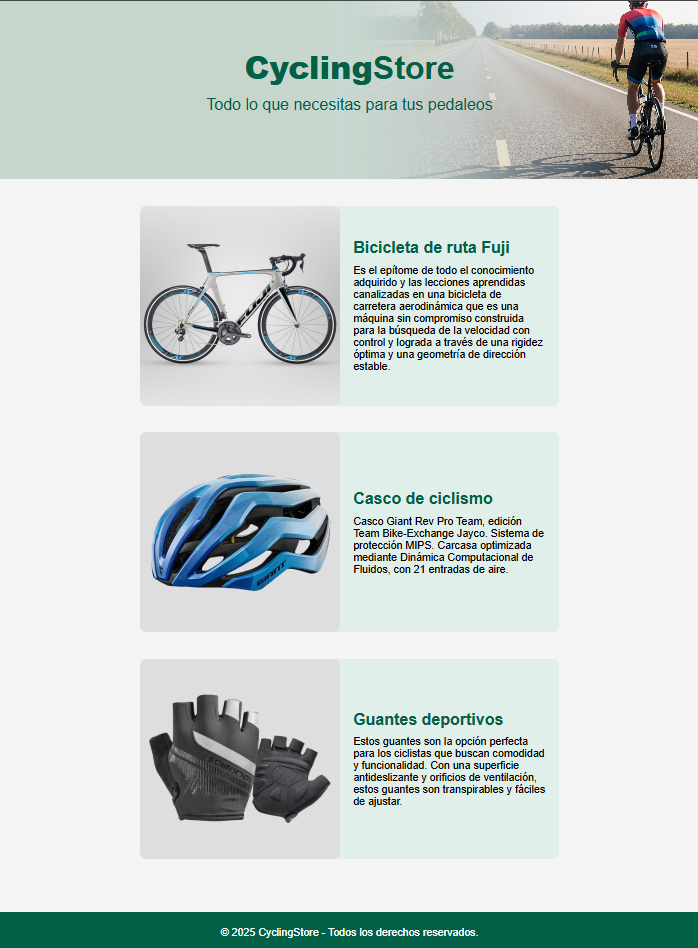 CyclingStore
Todo lo que necesitas para tus pedaleos
FUJI
Bicicleta de ruta Fuji
Es el epítome de todo el conocimiento
adquirido y las lecciones aprendidas
canalizadas en una bicicleta de
carretera aerodinámica que es una
máquina sin compromiso construida
para la búsqueda de la velocidad con
control y lograda a través de una rigidez
óptima y una geometría de dirección
estable.
GIANT
Casco de ciclismo
Casco Giant Rev Pro Team, edición
Team Bike-Exchange Jayco. Sistema de
protección MIPS. Carcasa optimizada
mediante Dinámica Computacional de
Fluidos, con 21 entradas de aire.
Guantes deportivos
Estos guantes son la opción perfecta
para los ciclistas que buscan comodidad
y funcionalidad. Con una superficie
antideslizante y orificios de ventilación,
estos guantes son transpirables y fáciles
de ajustar.
© 2025 CyclingStore - Todos los derechos reservados.